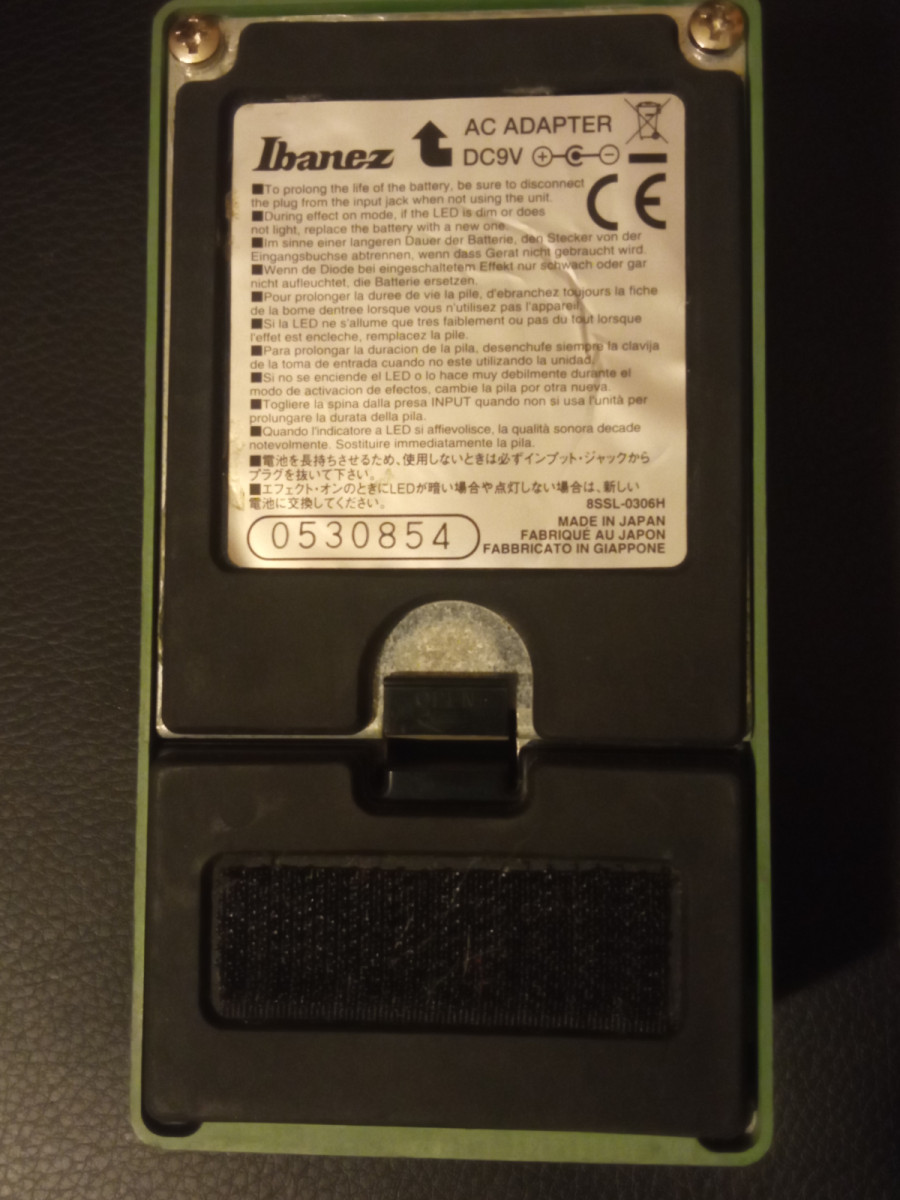 Ibanez
AC ADAPTER
DC9V
CE
■To prolong the life of the battery, be sure to disconnect
the plug from the input jack when not using the unit.
■During effect on mode, if the LED is dim or does
not light, replace the battery with a new one.
■Im sinne einer langeren Dauer der Batterie, den Stecker von der
Eingangsbuchse abtrennen, wenn dass Gerat nicht gebraucht wird.
■Wenn de Diode bei eingeschaltetem Effekt nur schwach oder gar
nicht aufleuchtet, die Batterie ersetzen.
■Pour prolonger la duree de vie la pile, d'ebranchez toujours la fiche
de la bome dentree lorsque vous n'utilisez pas l'appareil.
■Si la LED ne s'allume que tres faiblement ou pas du tout lorsque
l'effet est encleche, remplacez la pile.
■Para prolongar la duracion de la pila, desenchufe siempre la clavija
de la toma de entrada cuando no este utilizando la unidad.
■Si no se enciende el LED o lo hace muy debilmente durante el
modo de activacion de efectos, cambie la pila por otra nueva.
■Togliere la spina dalla presa INPUT quando non si usa l'unità per
prolungare la durata della pila.
■Quando l'indicatore a LED si affievolisce, la qualità sonora decade
notevolmente. Sostituire immediatamente la pila.
■電池を長持ちさせるため、使用しないときは必ずインプット・ジャックから
プラグを抜いて下さい。
■エフェクト・オンのときにLEDが暗い場合や点灯しない場合は、新しい
電池に交換してください。
8SSL-0306H
0530854
MADE IN JAPAN
FABRIQUÉ AU JAPON
FABBRICATO IN GIAPPONE